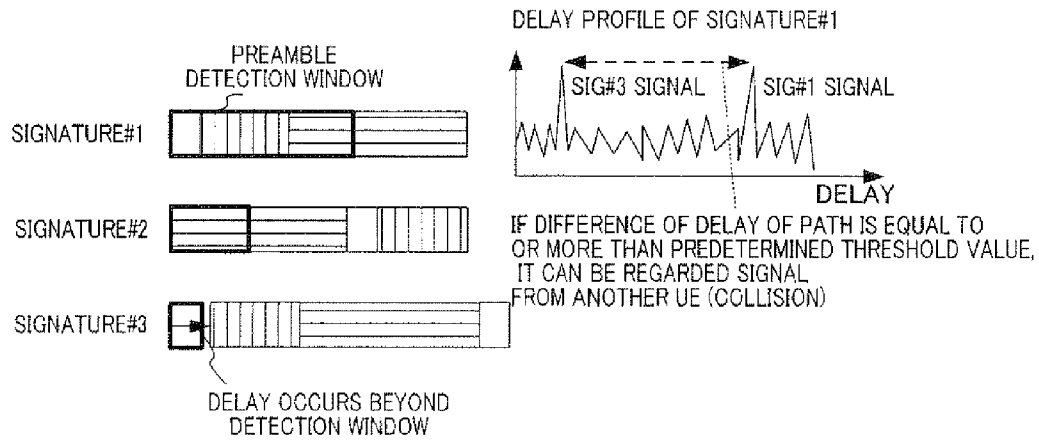 PREAMBLE
DETECTION WINDOW
SIGNATURE#1
SIGNATURE#2
SIGNATURE#3
DELAY OCCURS BEYOND
DETECTION WINDOW
DELAY PROFILE OF SIGNATURE#1
SIG#3 SIGNAL
SIG#1 SIGNAL
DELAY
IF DIFFERENCE OF DELAY OF PATH IS EQUAL TO
OR MORE THAN PREDETERMINED THRESHOLD VALUE,
IT CAN BE REGARDED SIGNAL
FROM ANOTHER UE (COLLISION)